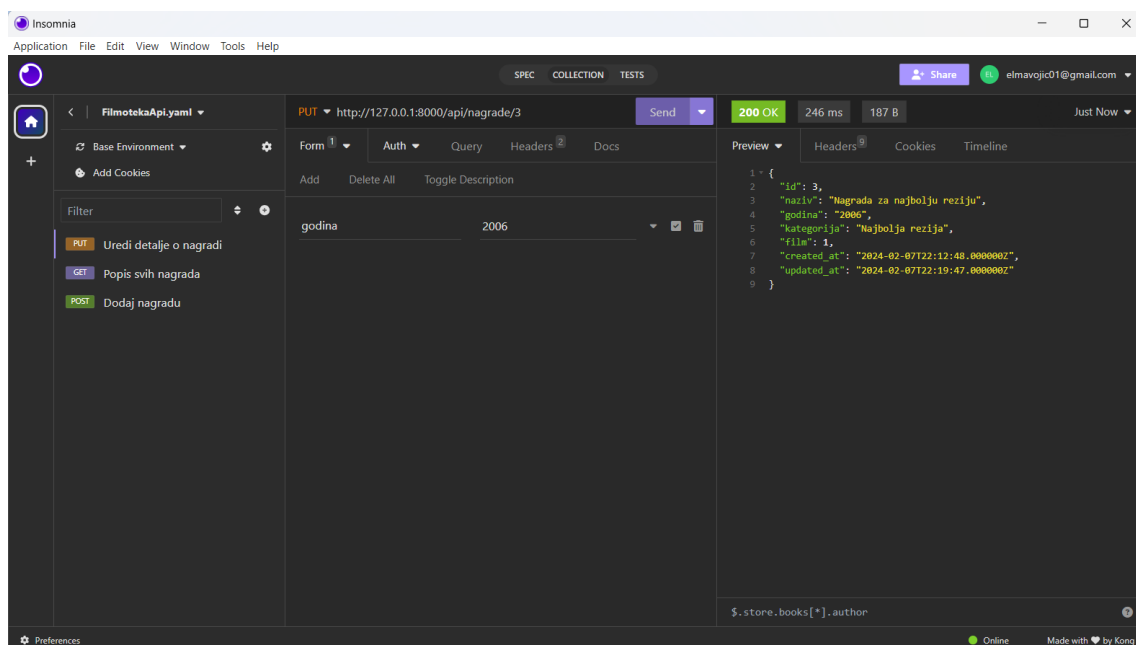 Insomnia
Application File Edit View Window Tools Help
SPEC COLLECTION TESTS
Share
EL
elmavojic01@gmail.com
FilmotekaApi.yaml
Base Environment
Add Cookies
Filter
PUT Uredi detalje o nagradi
GET Popis svih nagrada
POST Dodaj nagradu
PUT http://127.0.0.1:8000/api/nagrade/3 Send
Form 1 Auth Query Headers 2 Docs
Add Delete All Toggle Description
godina 2006
200 OK 246 ms 187 B Just Now
Preview Headers 9 Cookies Timeline
1 {
2 "id": 3,
3 "naziv": "Nagrada za najbolju reziju",
4 "godina": "2006",
5 "kategorija": "Najbolja rezija",
6 "film": 1,
7 "created_at": "2024-02-07T22:12:48.000000Z",
8 "updated_at": "2024-02-07T22:19:47.000000Z"
9 }
$.store.books[*].author
Preferences
Online Made with ♥ by Kong